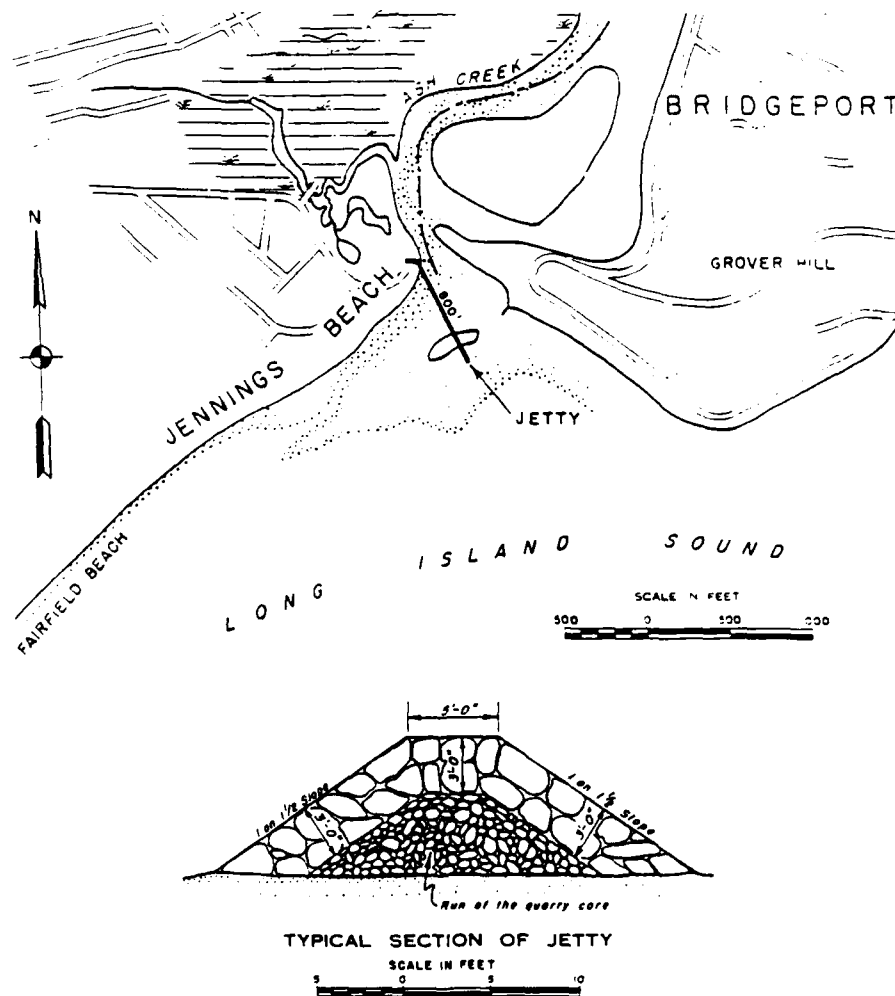 ASH CREEK
BRIDGEPORT
N
GROVER HILL
800'
JENNINGS BEACH
JETTY
FAIRFIELD BEACH
LONG ISLAND SOUND
SCALE IN FEET
500 0 500
5'-0"
3'-0"
1 on 1½ Slope
3'-0"
1 on 1½ Slope
3'-0"
Run of the quarry core
TYPICAL SECTION OF JETTY
SCALE IN FEET
5 0 5 10